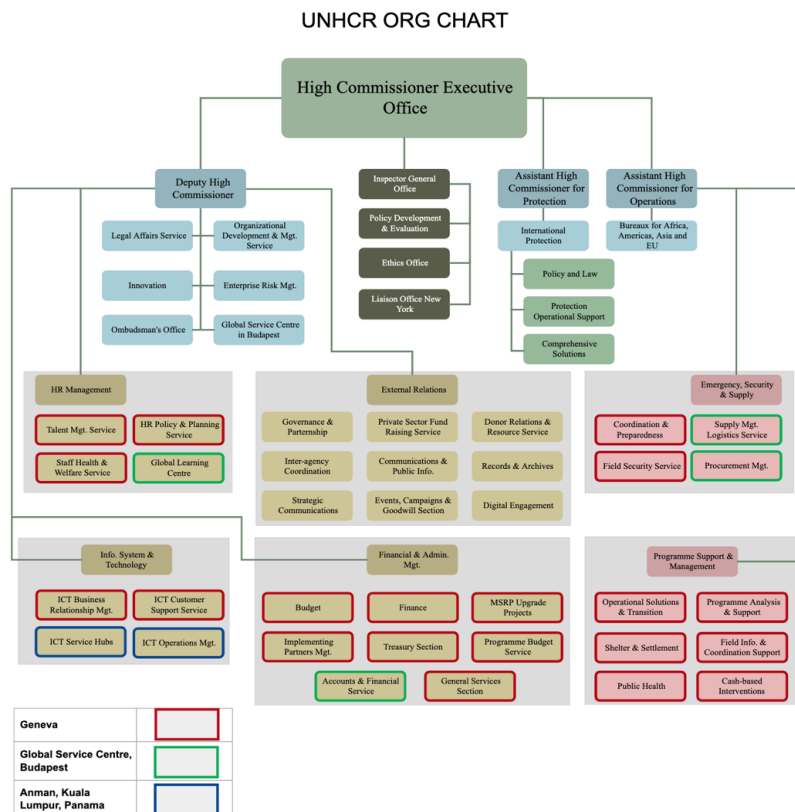 UNHCR ORG CHART
High Commissioner Executive
Office
Deputy High
Commissioner
Inspector General
Office
Assistant High
Commissioner for
Protection
Assistant High
Commissioner for
Operations
Legal Affairs Service
Organizational
Development & Mgt.
Service
Policy Development
& Evaluation
International
Protection
Bureaux for Africa,
Americas, Asia and
EU
Innovation
Enterprise Risk Mgt.
Ethics Office
Policy and Law
Ombudsman's Office
Global Service Centre
in Budapest
Liaison Office New
York
Protection
Operational Support
Comprehensive
Solutions
HR Management
Talent Mgt. Service
HR Policy & Planning
Service
Staff Health &
Welfare Service
Global Learning
Centre
External Relations
Governance &
Parternship
Private Sector Fund
Raising Service
Donor Relations &
Resource Service
Inter-agency
Coordination
Communications &
Public Info.
Records & Archives
Strategic
Communications
Events, Campaigns &
Goodwill Section
Digital Engagement
Emergency, Security
& Supply
Coordination &
Preparedness
Supply Mgt.
Logistics Service
Field Security Service
Procurement Mgt.
Info. System &
Technology
ICT Business
Relationship Mgt.
ICT Customer
Support Service
ICT Service Hubs
ICT Operations Mgt.
Financial & Admin.
Mgt.
Budget
Finance
MSRP Upgrade
Projects
Implementing
Partners Mgt.
Treasury Section
Programme Budget
Service
Accounts & Financial
Service
General Services
Section
Programme Support &
Management
Operational Solutions
& Transition
Programme Analysis
& Support
Shelter & Settlement
Field Info. &
Coordination Support
Public Health
Cash-based
Interventions
Geneva
Global Service Centre,
Budapest
Anman, Kuala
Lumpur, Panama